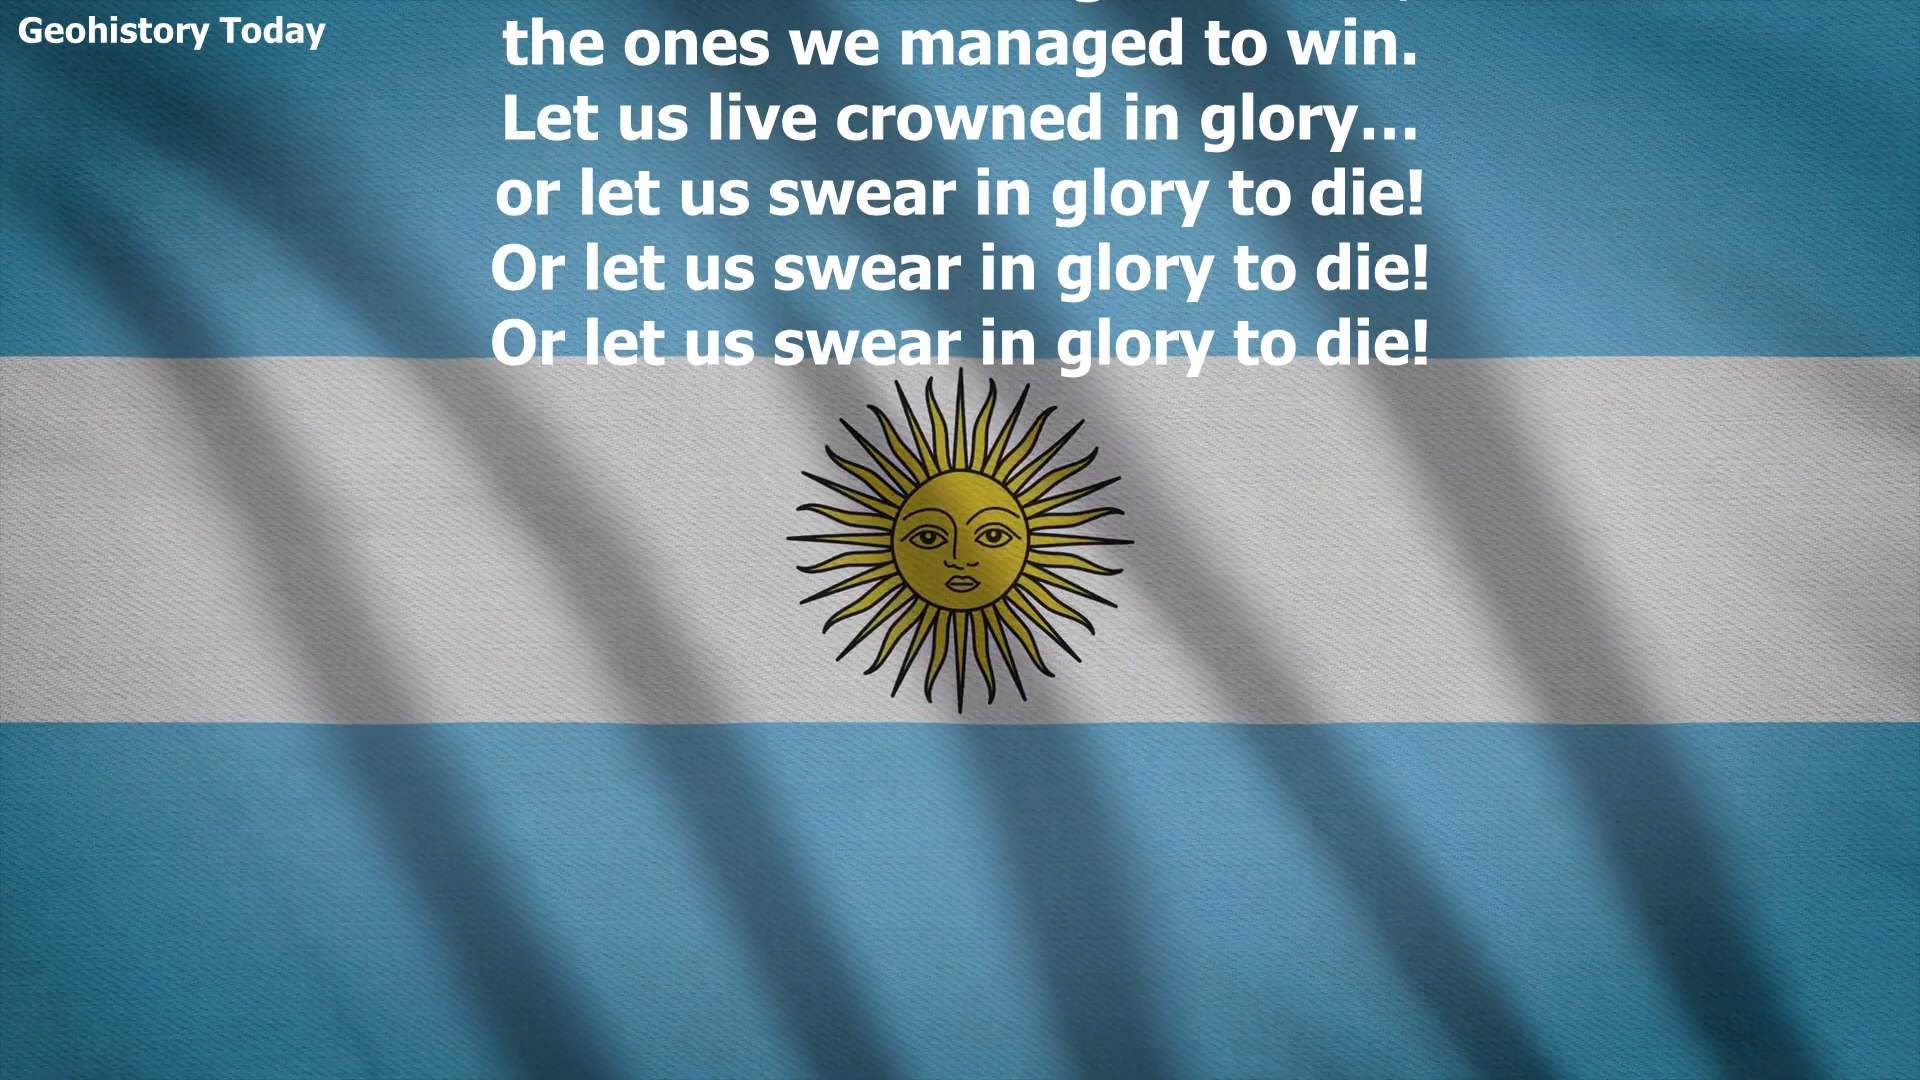 Geohistory Today
the ones we managed to win.
Let us live crowned in glory...
or let us swear in glory to die!
Or let us swear in glory to die!
Or let us swear in glory to die!